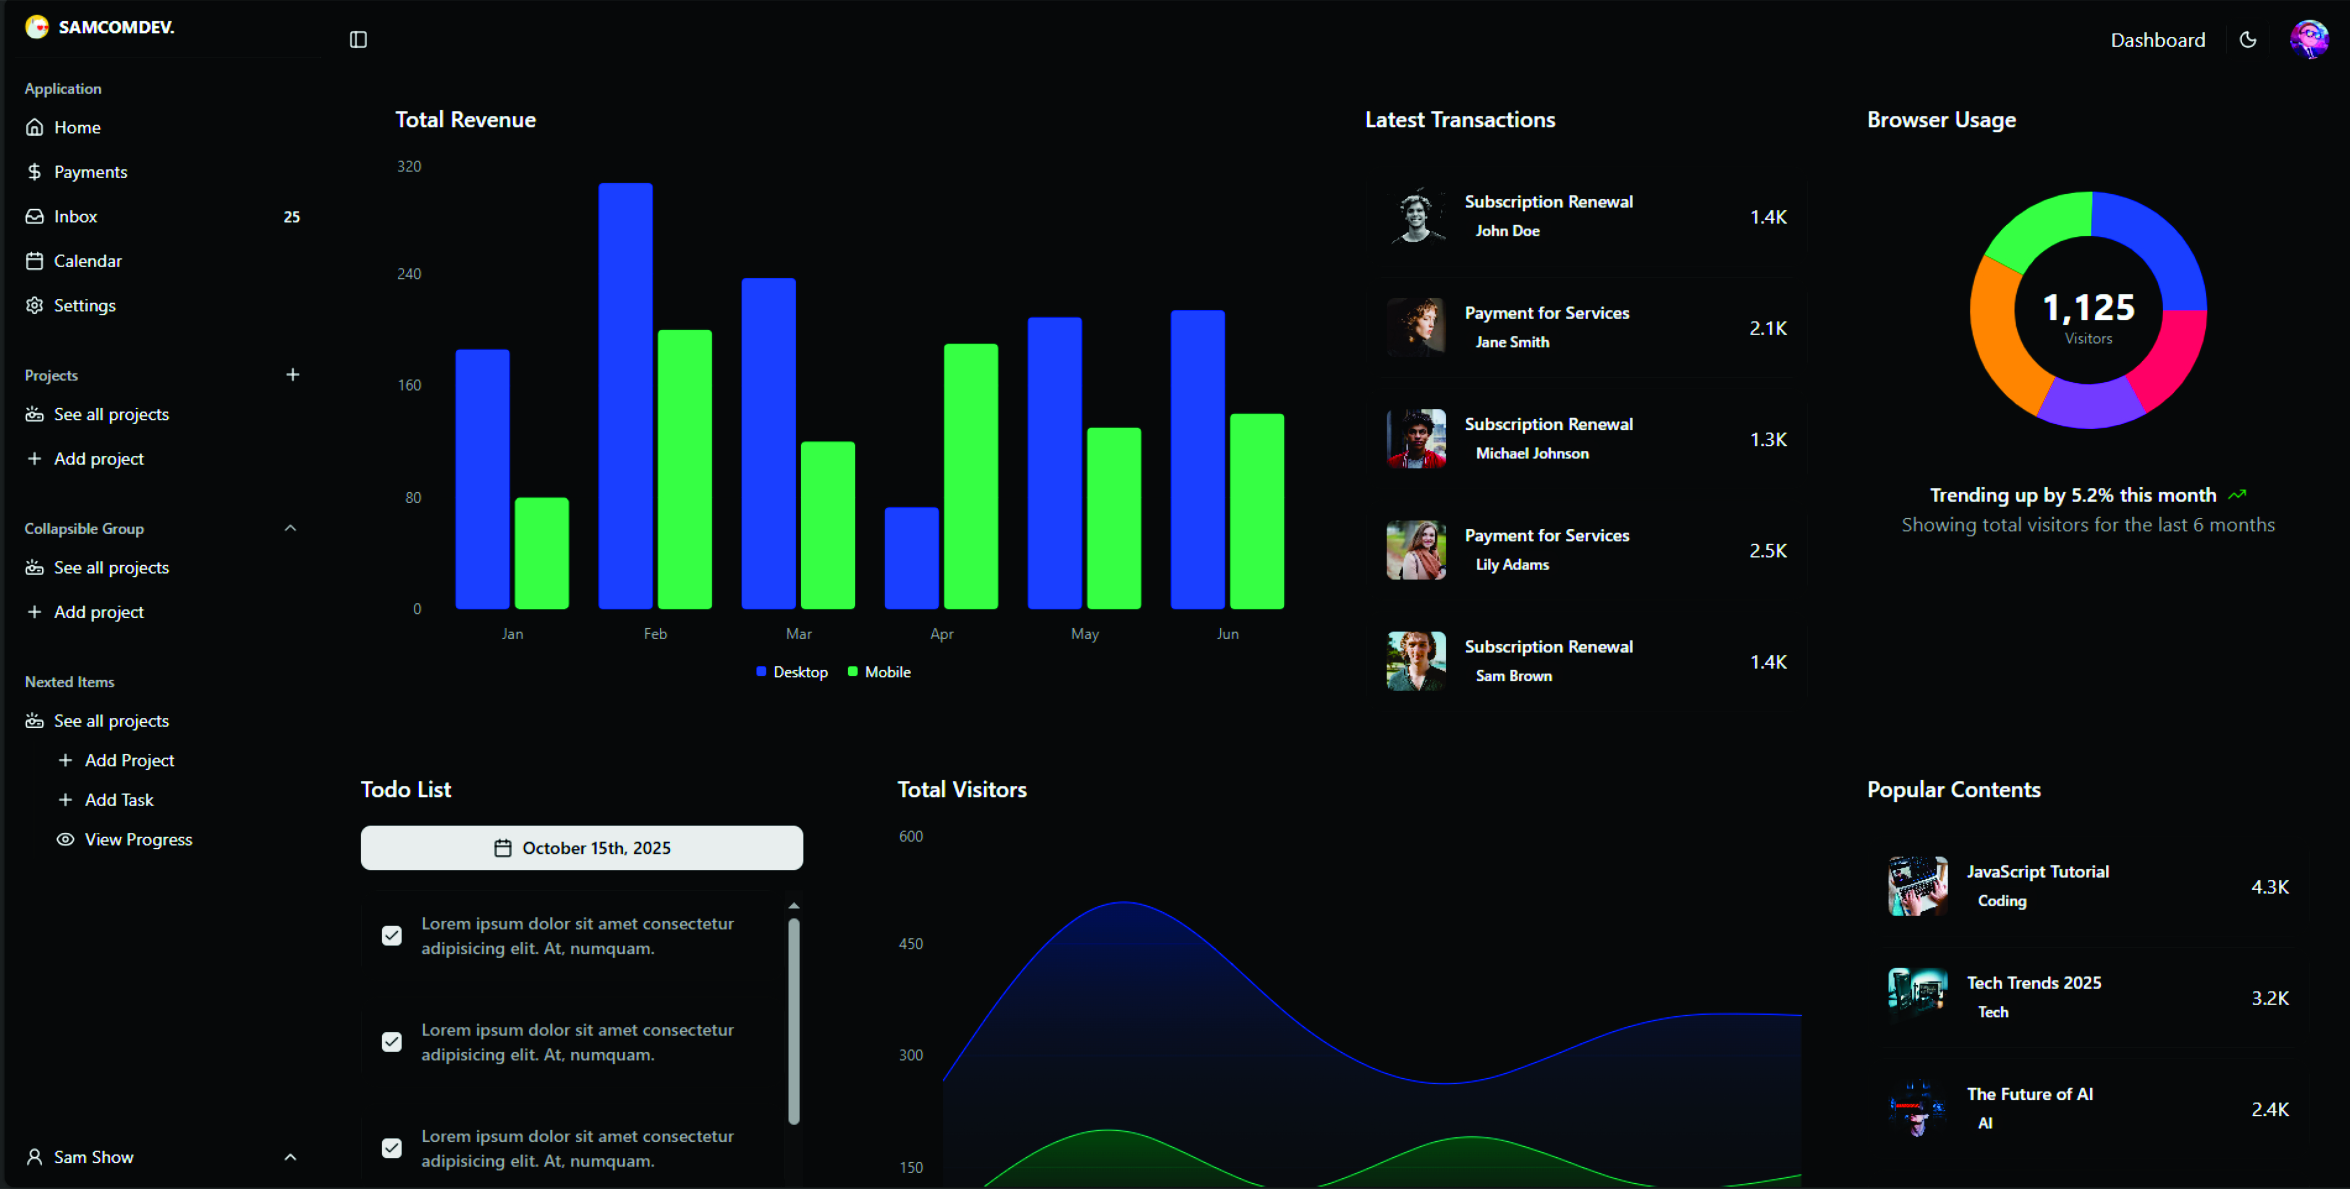 SAMCOMDEV.
Application
Home
Payments
Inbox 25
Calendar
Settings
Projects
See all projects
Add project
Collapsible Group
See all projects
Add project
Nexted Items
See all projects
Add Project
Add Task
View Progress
Sam Show
Dashboard
Total Revenue
320
240
160
80
0
Jan Feb Mar Apr May Jun
Desktop Mobile
Latest Transactions
Subscription Renewal
John Doe
1.4K
Payment for Services
Jane Smith
2.1K
Subscription Renewal
Michael Johnson
1.3K
Payment for Services
Lily Adams
2.5K
Subscription Renewal
Sam Brown
1.4K
Browser Usage
1,125
Visitors
Trending up by 5.2% this month
Showing total visitors for the last 6 months
Todo List
October 15th, 2025
Lorem ipsum dolor sit amet consectetur
adipisicing elit. At, numquam.
Lorem ipsum dolor sit amet consectetur
adipisicing elit. At, numquam.
Lorem ipsum dolor sit amet consectetur
adipisicing elit. At, numquam.
Total Visitors
600
450
300
150
Popular Contents
JavaScript Tutorial
Coding
4.3K
Tech Trends 2025
Tech
3.2K
The Future of AI
AI
2.4K